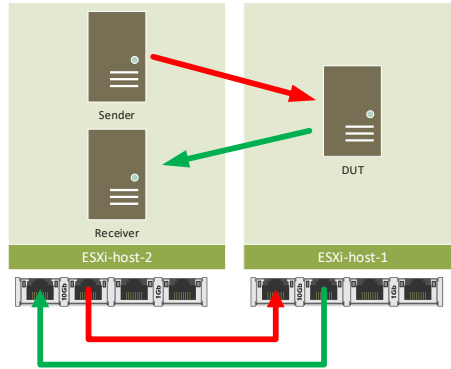 Sender
DUT
Receiver
ESXi-host-2
ESXi-host-1
10Gb
1Gb
10Gb
1Gb